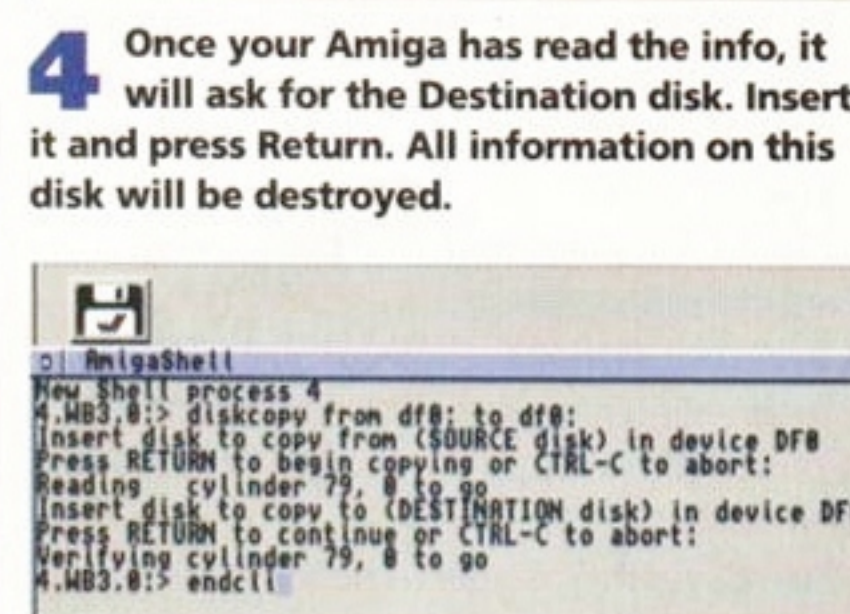 4 Once your Amiga has read the info, it
will ask for the Destination disk. Insert
it and press Return. All information on this
disk will be destroyed.
AmigaShell
New Shell process 4
4.WB3.0:> diskcopy from df0: to df0:
Insert disk to copy from (SOURCE disk) in device DF0
Press RETURN to begin copying or CTRL-C to abort:
Reading cylinder 79, 0 to go
Insert disk to copy to (DESTINATION disk) in device DF
Press RETURN to continue or CTRL-C to abort:
Verifying cylinder 79, 0 to go
4.WB3.0:> endcli